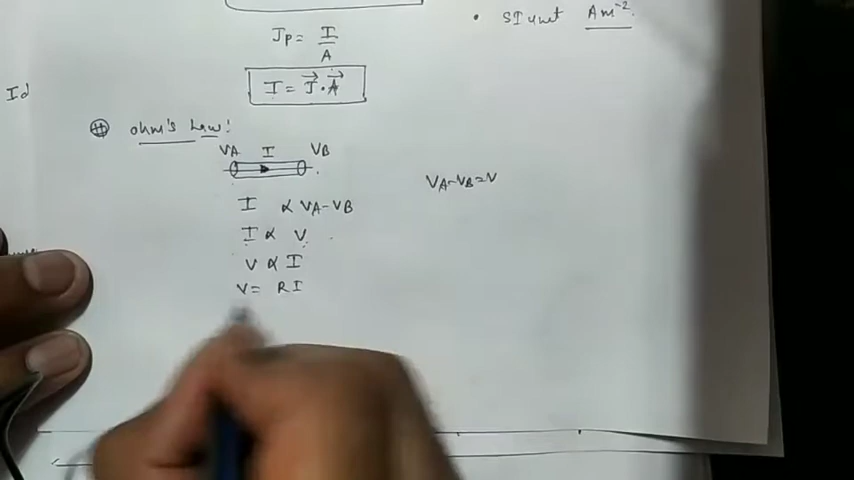 • SI unit Am⁻²
Jp = I/A
I = J⃗ · A⃗
Id
ohm's Law:
VA I VB
VA-VB=V
I ∝ VA-VB
I ∝ V
V ∝ I
V = RI